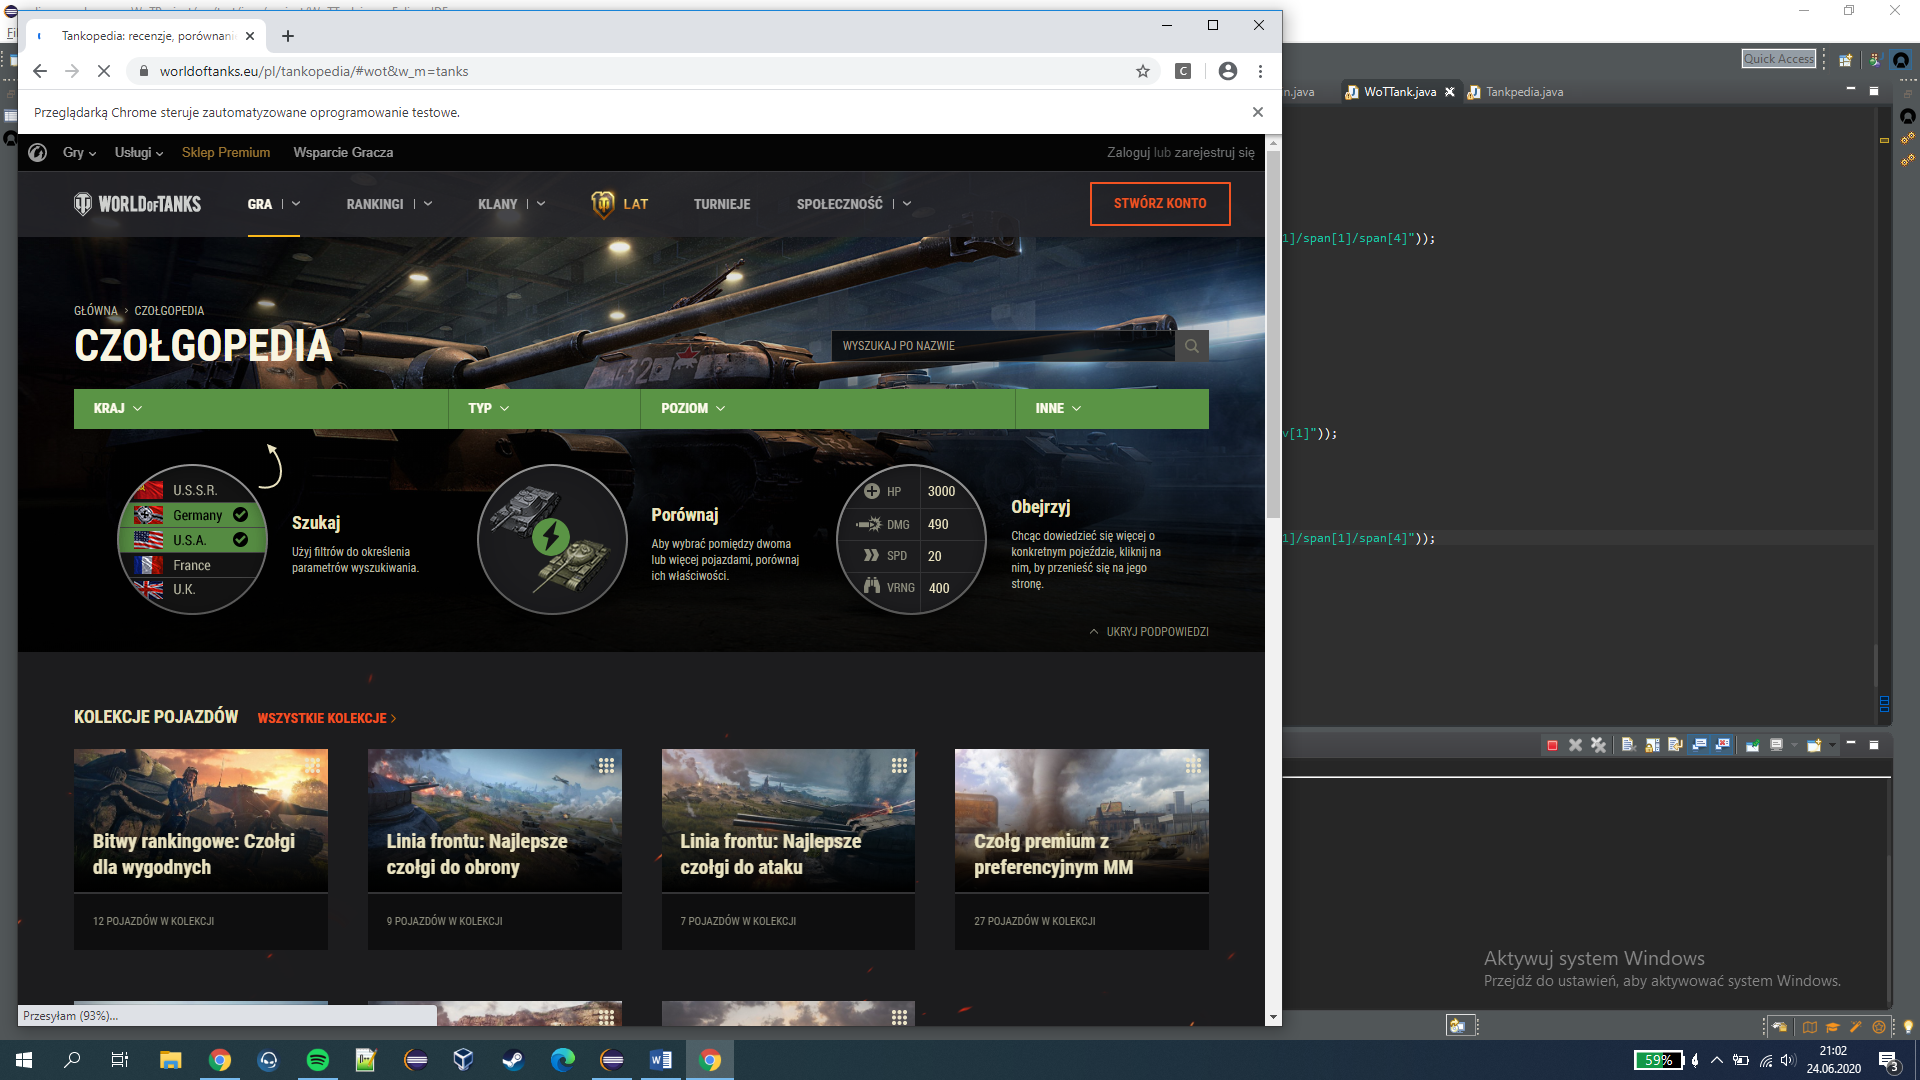 Tankopedia: recenzje, porównani
worldoftanks.eu/pl/tankopedia/#wot&w_m=tanks
C
Przeglądarką Chrome steruje zautomatyzowane oprogramowanie testowe.
Gry
Usługi
Sklep Premium
Wsparcie Gracza
Zaloguj lub zarejestruj się
WORLD OF TANKS
GRA
RANKINGI
KLANY
10 LAT
TURNIEJE
SPOŁECZNOŚĆ
STWÓRZ KONTO
GŁÓWNA > CZOŁGOPEDIA
CZOŁGOPEDIA
WYSZUKAJ PO NAZWIE
432
KRAJ
TYP
POZIOM
INNE
U.S.S.R.
Germany
U.S.A.
France
U.K.
Szukaj
Użyj filtrów do określenia
parametrów wyszukiwania.
Porównaj
Aby wybrać pomiędzy dwoma
lub więcej pojazdami, porównaj
ich właściwości.
HP 3000
DMG 490
SPD 20
VRNG 400
Obejrzyj
Chcąc dowiedzieć się więcej o
konkretnym pojeździe, kliknij na
nim, by przenieść się na jego
stronę.
UKRYJ PODPOWIEDZI
KOLEKCJE POJAZDÓW
WSZYSTKIE KOLEKCJE >
Bitwy rankingowe: Czołgi
dla wygodnych
12 POJAZDÓW W KOLEKCJI
Linia frontu: Najlepsze
czołgi do obrony
9 POJAZDÓW W KOLEKCJI
Linia frontu: Najlepsze
czołgi do ataku
7 POJAZDÓW W KOLEKCJI
Czołg premium z
preferencyjnym MM
27 POJAZDÓW W KOLEKCJI
Przesyłam (93%)...
Quick Access
n.java
WoTTank.java
Tankpedia.java
1]/span[1]/span[4]"));
v[1]"));
1]/span[1]/span[4]"));
Aktywuj system Windows
Przejdź do ustawień, aby aktywować system Windows.
59%
21:02
24.06.2020
3